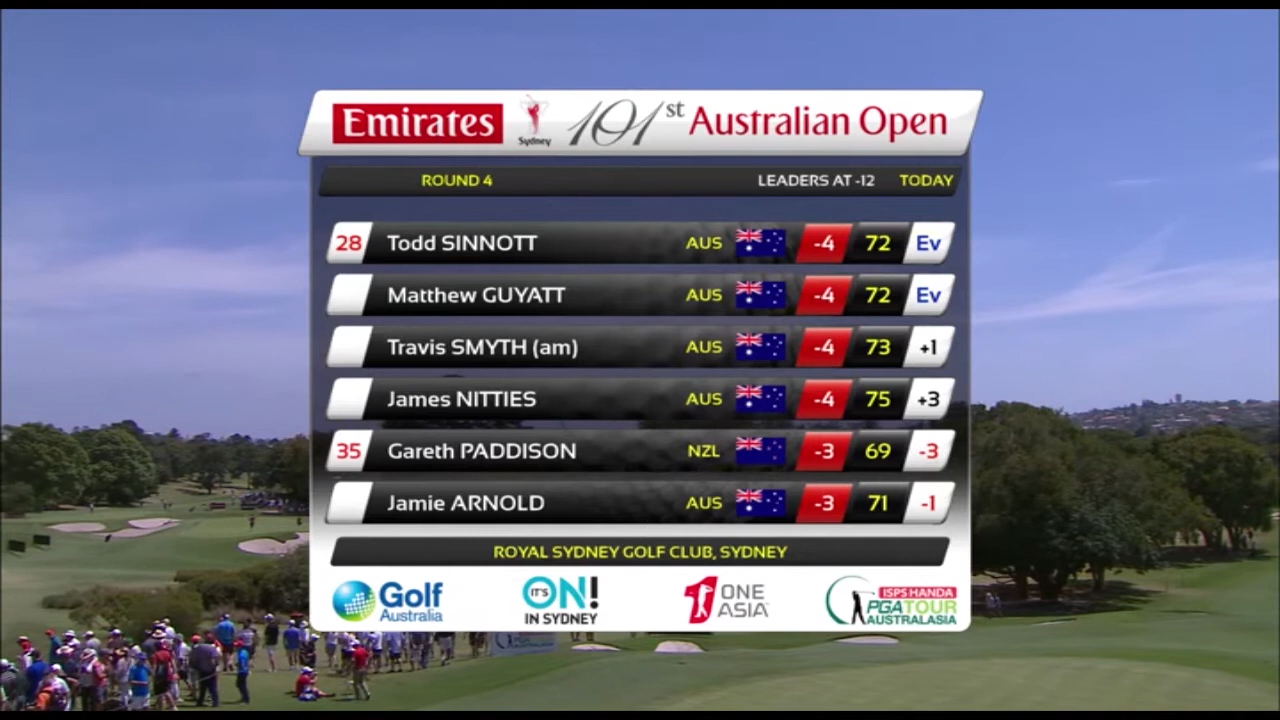 Emirates Sydney 101st Australian Open
ROUND 4 LEADERS AT -12 TODAY
28 Todd SINNOTT AUS -4 72 Ev
Matthew GUYATT AUS -4 72 Ev
Travis SMYTH (am) AUS -4 73 +1
James NITTIES AUS -4 75 +3
35 Gareth PADDISON NZL -3 69 -3
Jamie ARNOLD AUS -3 71 -1
ROYAL SYDNEY GOLF CLUB, SYDNEY
Golf Australia
IT'S ON! IN SYDNEY
1 ONE ASIA
ISPS HANDA PGA TOUR AUSTRALASIA